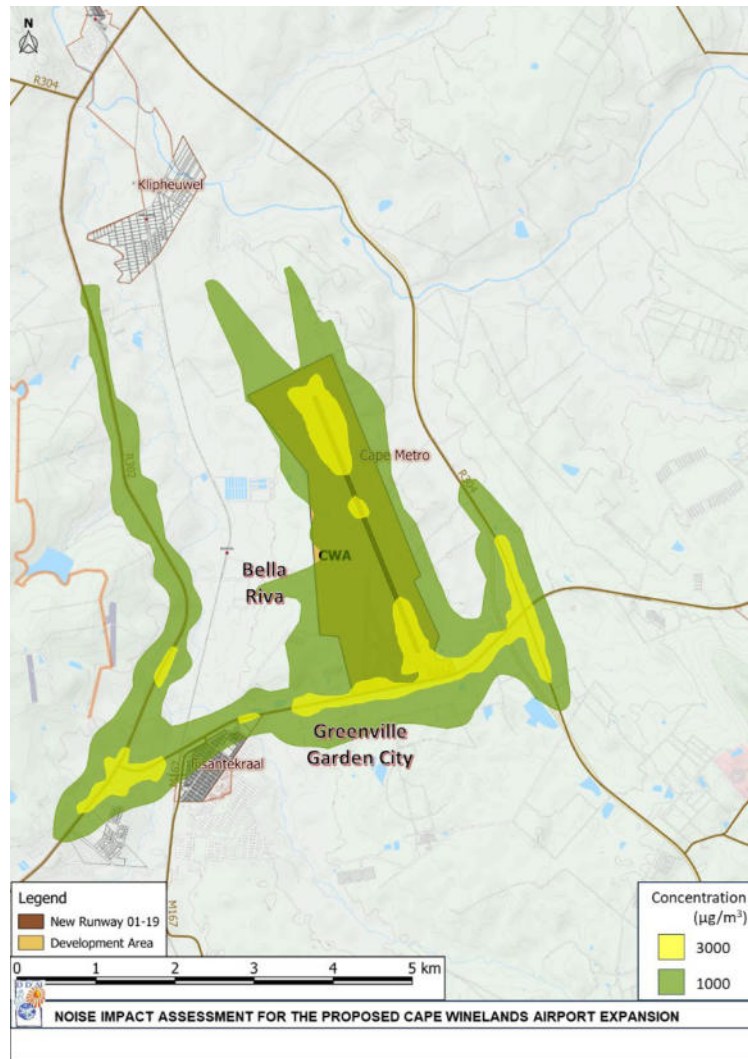 N
R304
Klipheuwel
R302
Cape Metro
R304
CWA
Bella
Riva
Greenville
Garden City
Fisantekraal
M167
Legend
New Runway 01-19
Development Area
0 1 2 3 4 5 km
Concentration
(µg/m³)
3000
1000
NOISE IMPACT ASSESSMENT FOR THE PROPOSED CAPE WINELANDS AIRPORT EXPANSION